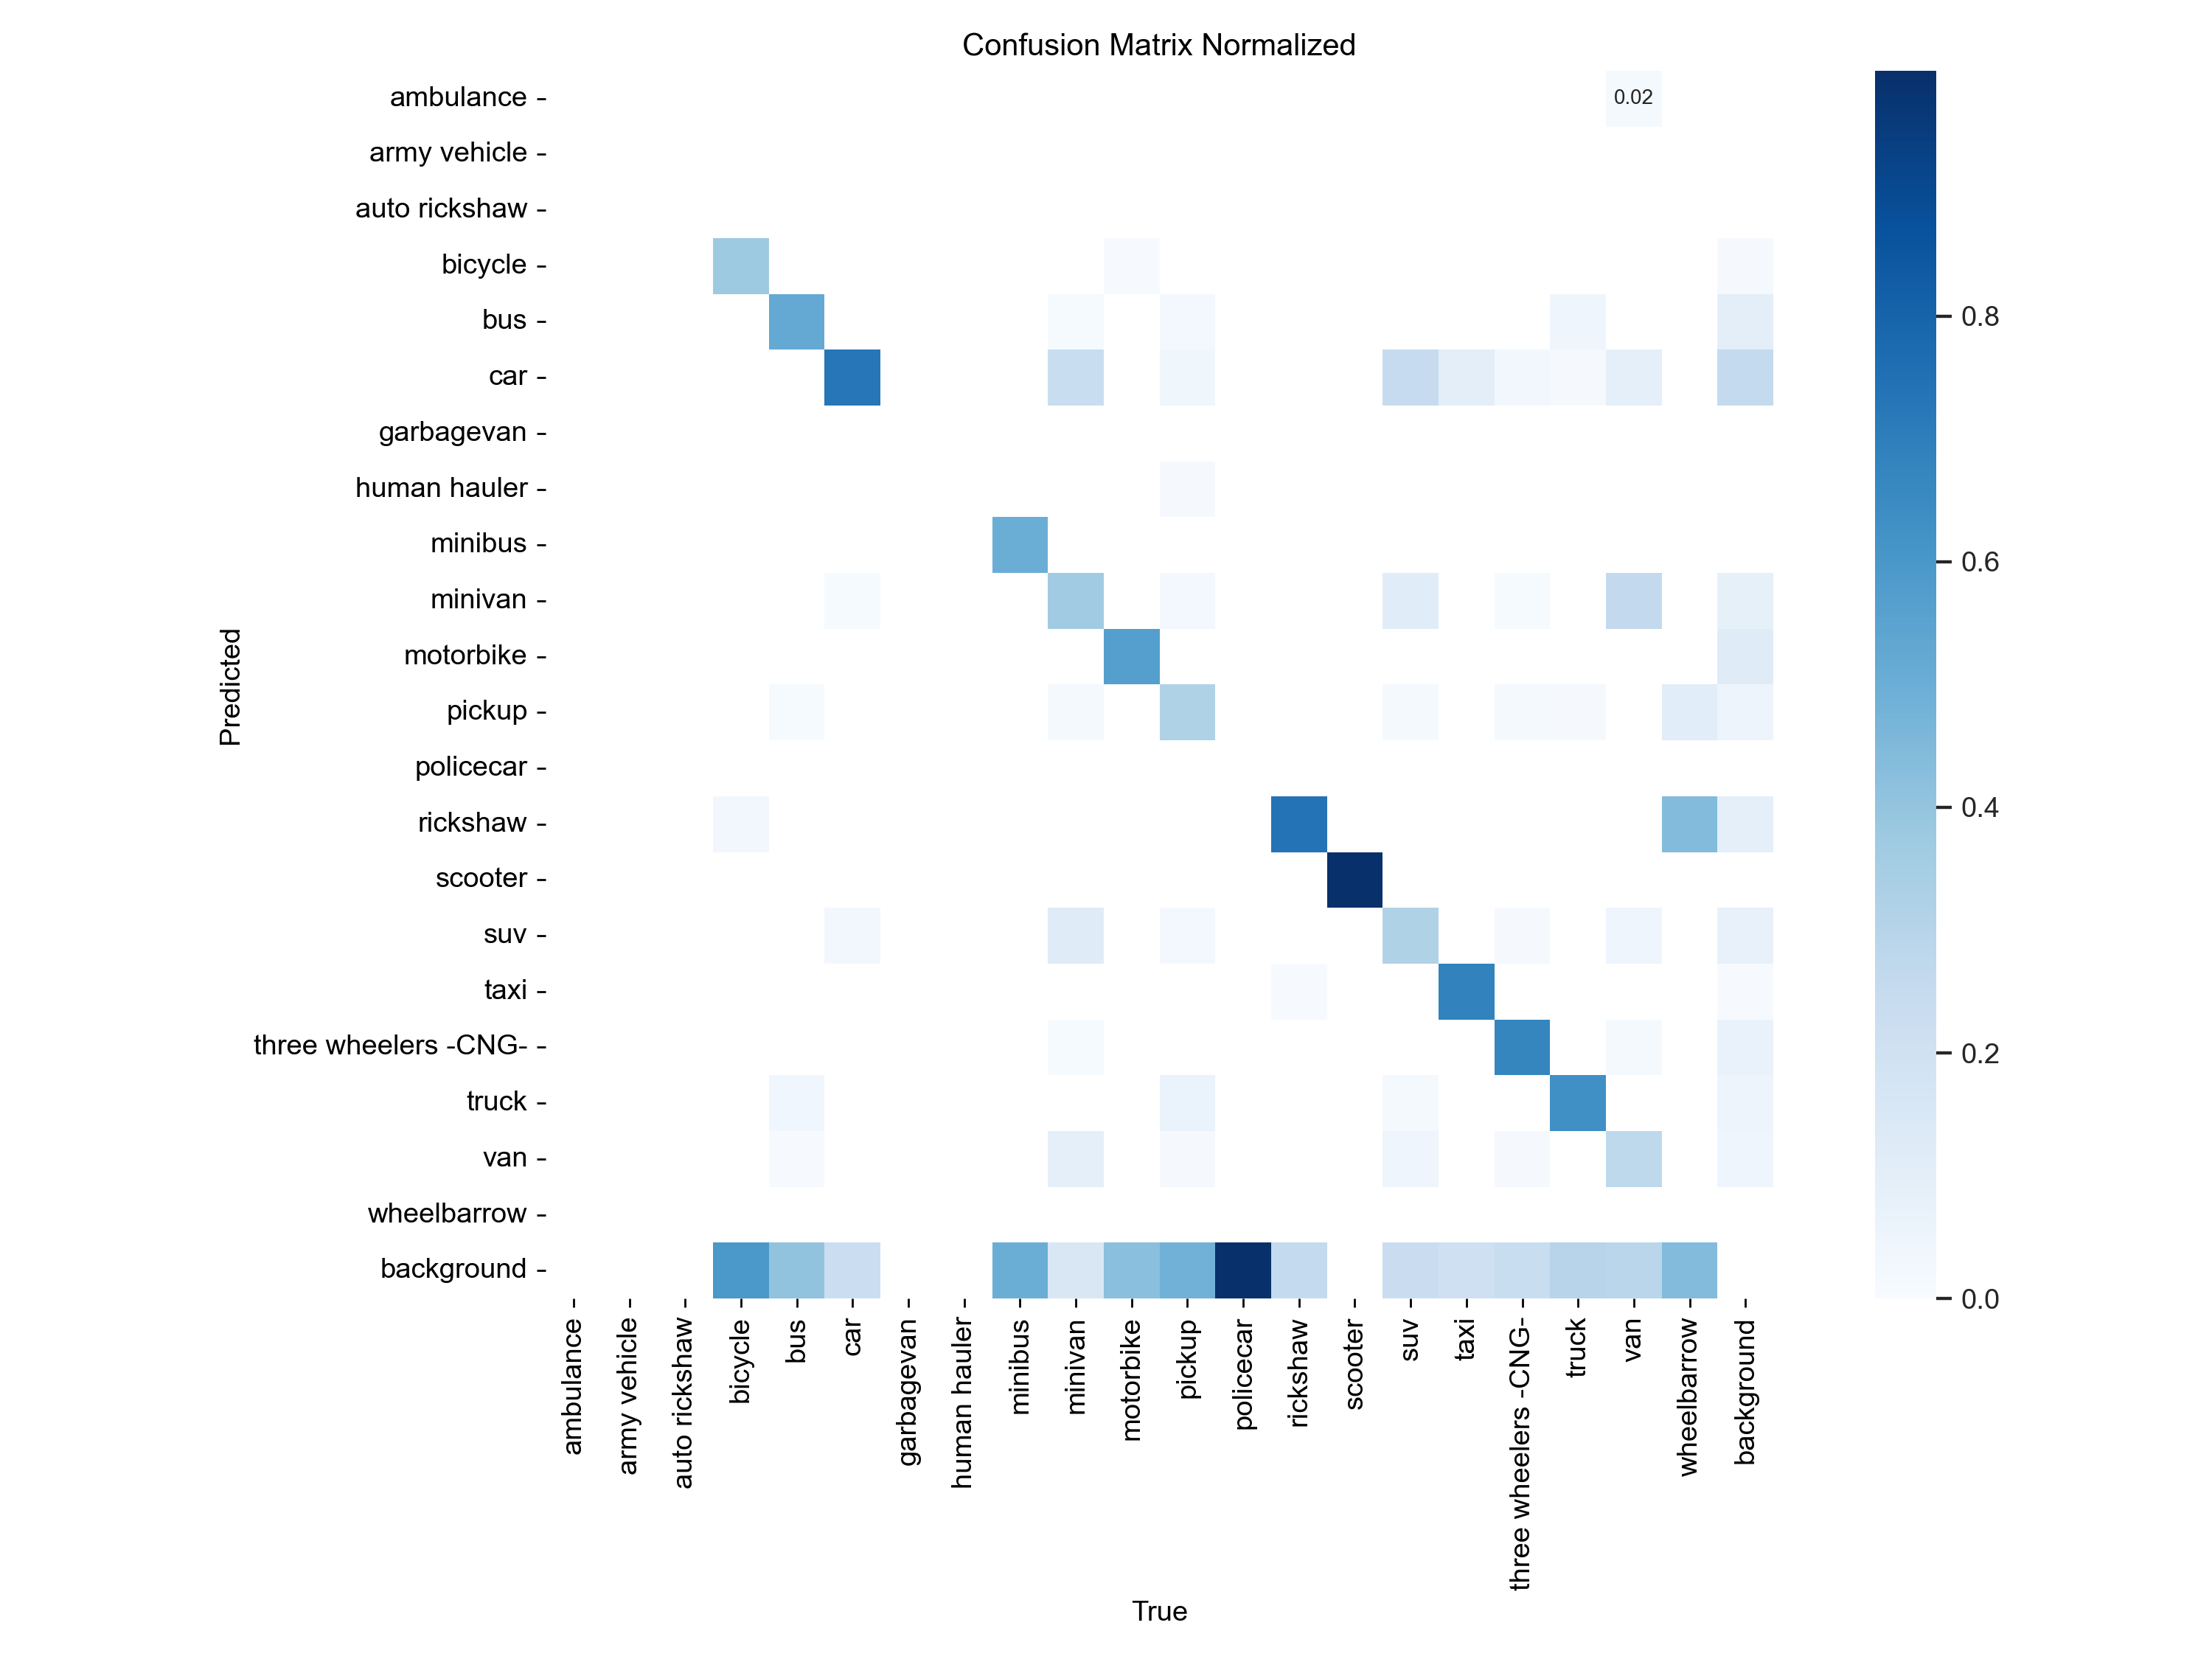 Confusion Matrix Normalized
ambulance
army vehicle
auto rickshaw
bicycle
bus
car
garbagevan
human hauler
minibus
minivan
motorbike
pickup
policecar
rickshaw
scooter
suv
taxi
three wheelers -CNG-
truck
van
wheelbarrow
background
Predicted
0.02
0.8
0.6
0.4
0.2
0.0
ambulance
army vehicle
auto rickshaw
bicycle
bus
car
garbagevan
human hauler
minibus
minivan
motorbike
pickup
policecar
rickshaw
scooter
suv
taxi
three wheelers -CNG-
truck
van
wheelbarrow
background
True